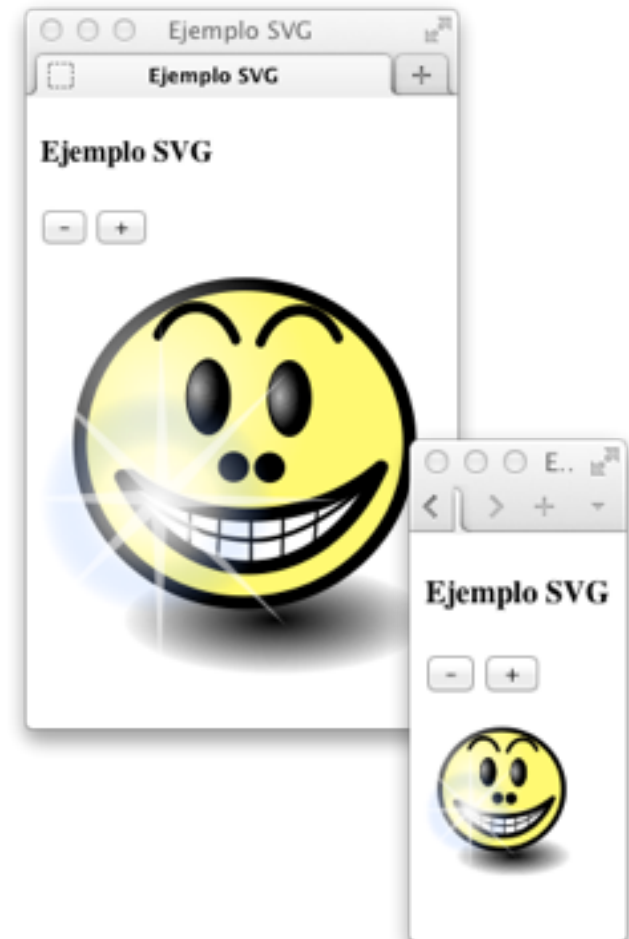 Ejemplo SVG
Ejemplo SVG +
Ejemplo SVG
- +
E..
< > +
Ejemplo SVG
- +